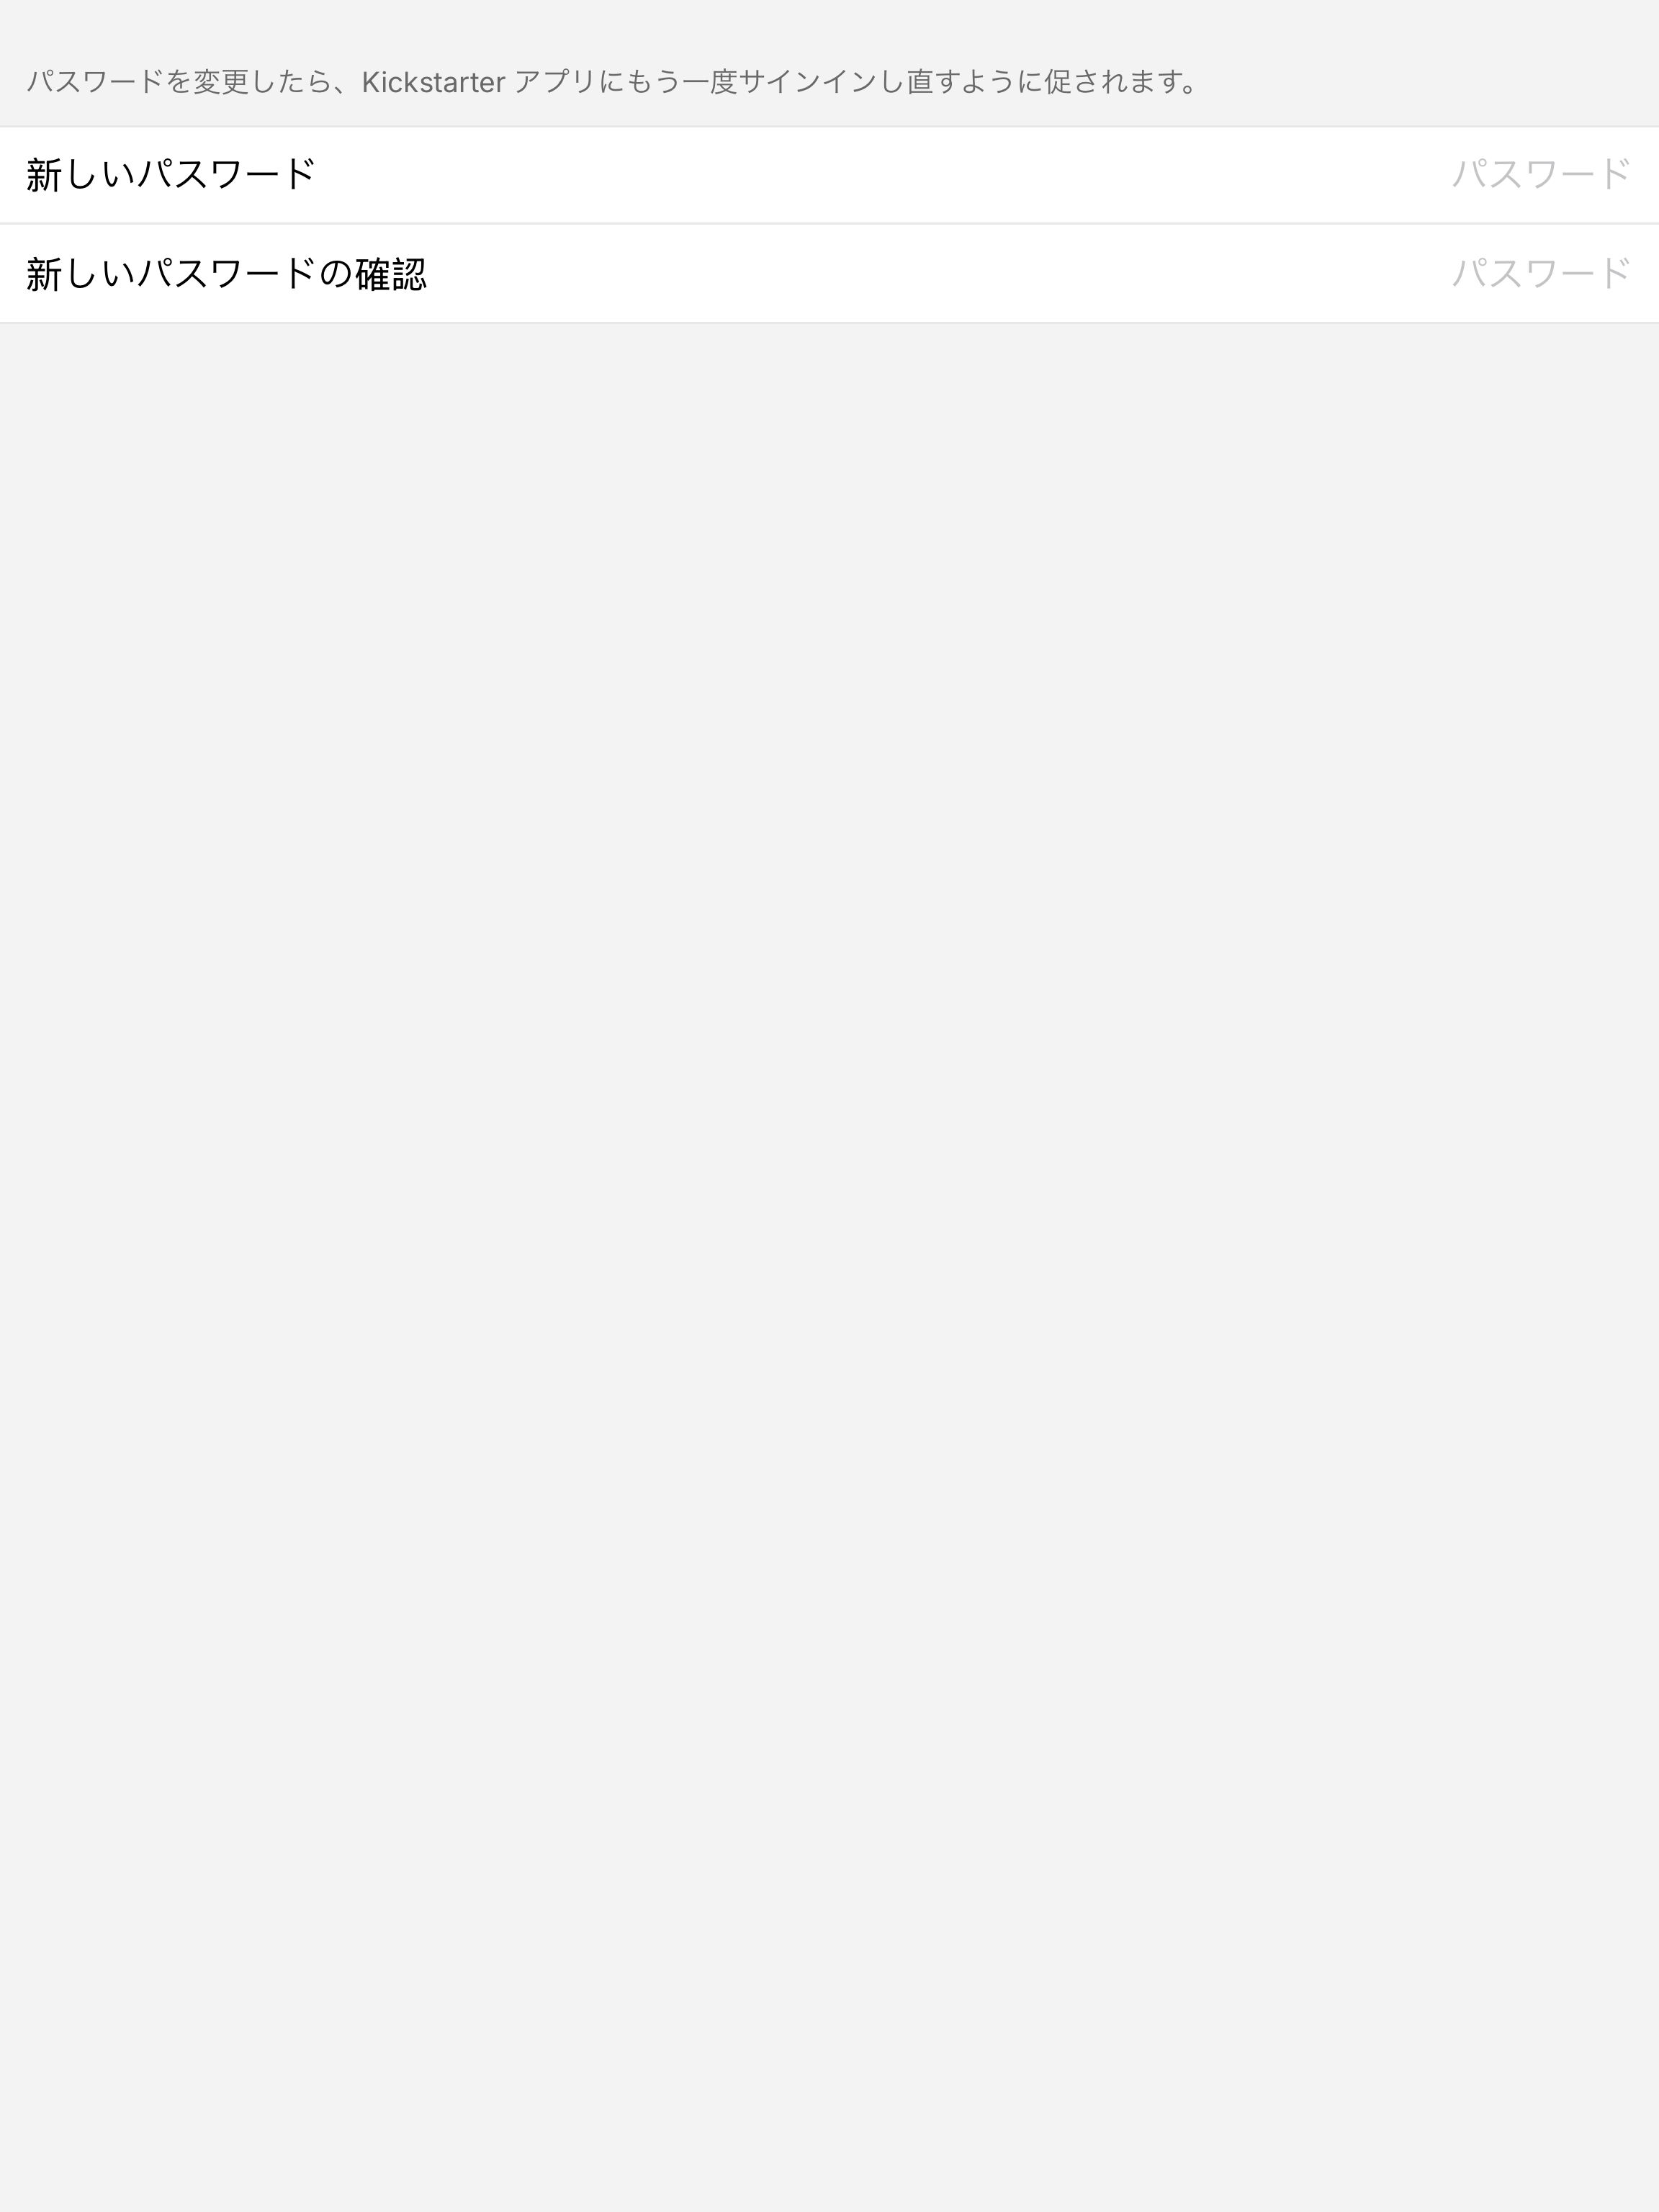 パスワードを変更したら、Kickstarter アプリにもう一度サインインし直すように促されます。
新しいパスワード パスワード
新しいパスワードの確認 パスワード